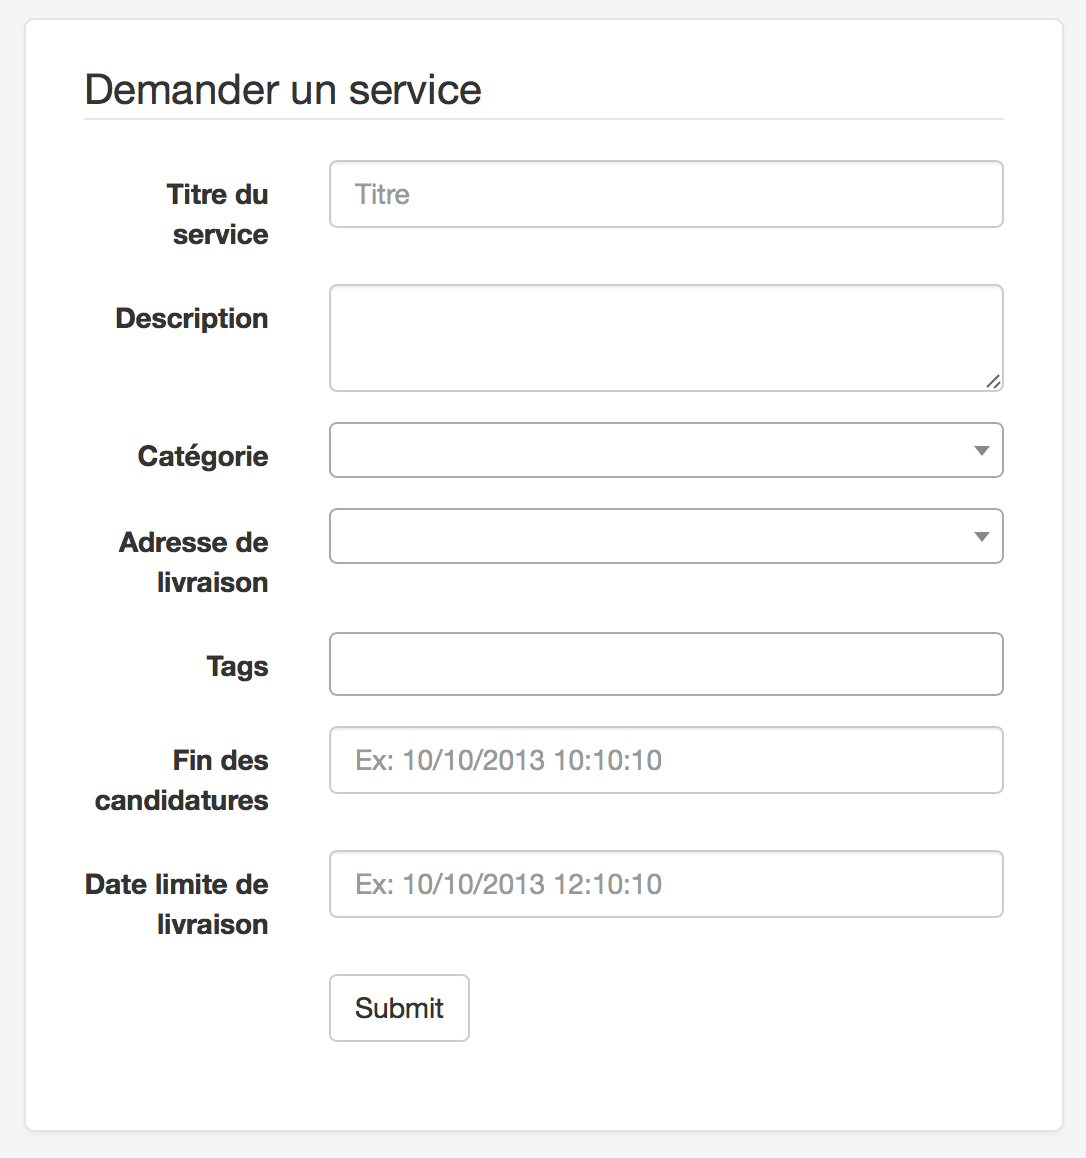 Demander un service
Titre du
service
Titre
Description
Catégorie
Adresse de
livraison
Tags
Fin des
candidatures
Ex: 10/10/2013 10:10:10
Date limite de
livraison
Ex: 10/10/2013 12:10:10
Submit